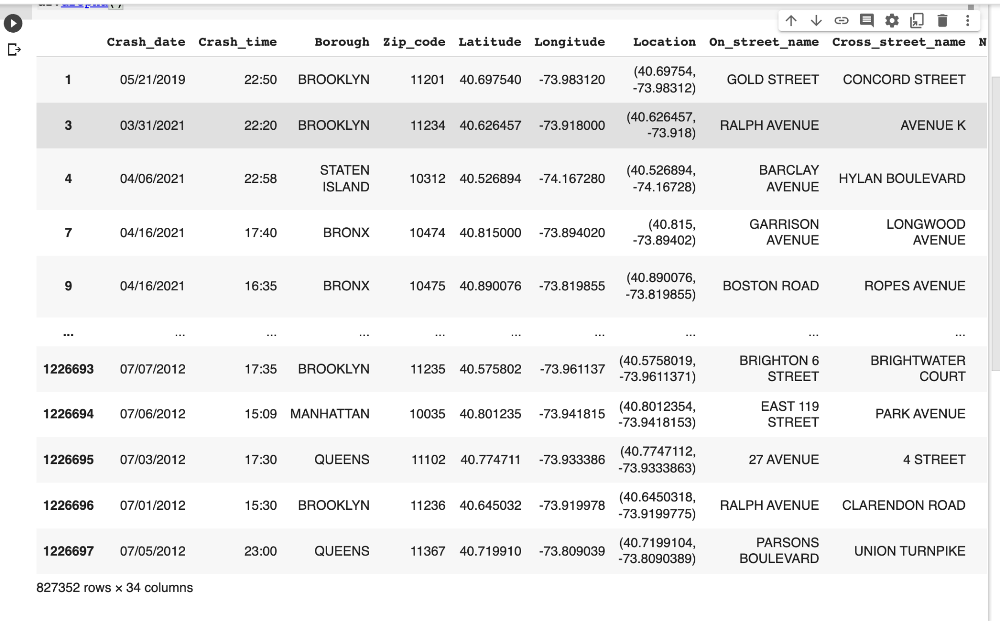 Crash_date Crash_time Borough Zip_code Latitude Longitude Location On_street_name Cross_street_name N
1 05/21/2019 22:50 BROOKLYN 11201 40.697540 -73.983120 (40.69754, -73.98312) GOLD STREET CONCORD STREET
3 03/31/2021 22:20 BROOKLYN 11234 40.626457 -73.918000 (40.626457, -73.918) RALPH AVENUE AVENUE K
4 04/06/2021 22:58 STATEN ISLAND 10312 40.526894 -74.167280 (40.526894, -74.16728) BARCLAY AVENUE HYLAN BOULEVARD
7 04/16/2021 17:40 BRONX 10474 40.815000 -73.894020 (40.815, -73.89402) GARRISON AVENUE LONGWOOD AVENUE
9 04/16/2021 16:35 BRONX 10475 40.890076 -73.819855 (40.890076, -73.819855) BOSTON ROAD ROPES AVENUE
... ... ... ... ... ... ... ... ... ...
1226693 07/07/2012 17:35 BROOKLYN 11235 40.575802 -73.961137 (40.5758019, -73.9611371) BRIGHTON 6 STREET BRIGHTWATER COURT
1226694 07/06/2012 15:09 MANHATTAN 10035 40.801235 -73.941815 (40.8012354, -73.9418153) EAST 119 STREET PARK AVENUE
1226695 07/03/2012 17:30 QUEENS 11102 40.774711 -73.933386 (40.7747112, -73.9333863) 27 AVENUE 4 STREET
1226696 07/01/2012 15:30 BROOKLYN 11236 40.645032 -73.919978 (40.6450318, -73.9199775) RALPH AVENUE CLARENDON ROAD
1226697 07/05/2012 23:00 QUEENS 11367 40.719910 -73.809039 (40.7199104, -73.8090389) PARSONS BOULEVARD UNION TURNPIKE
827352 rows × 34 columns